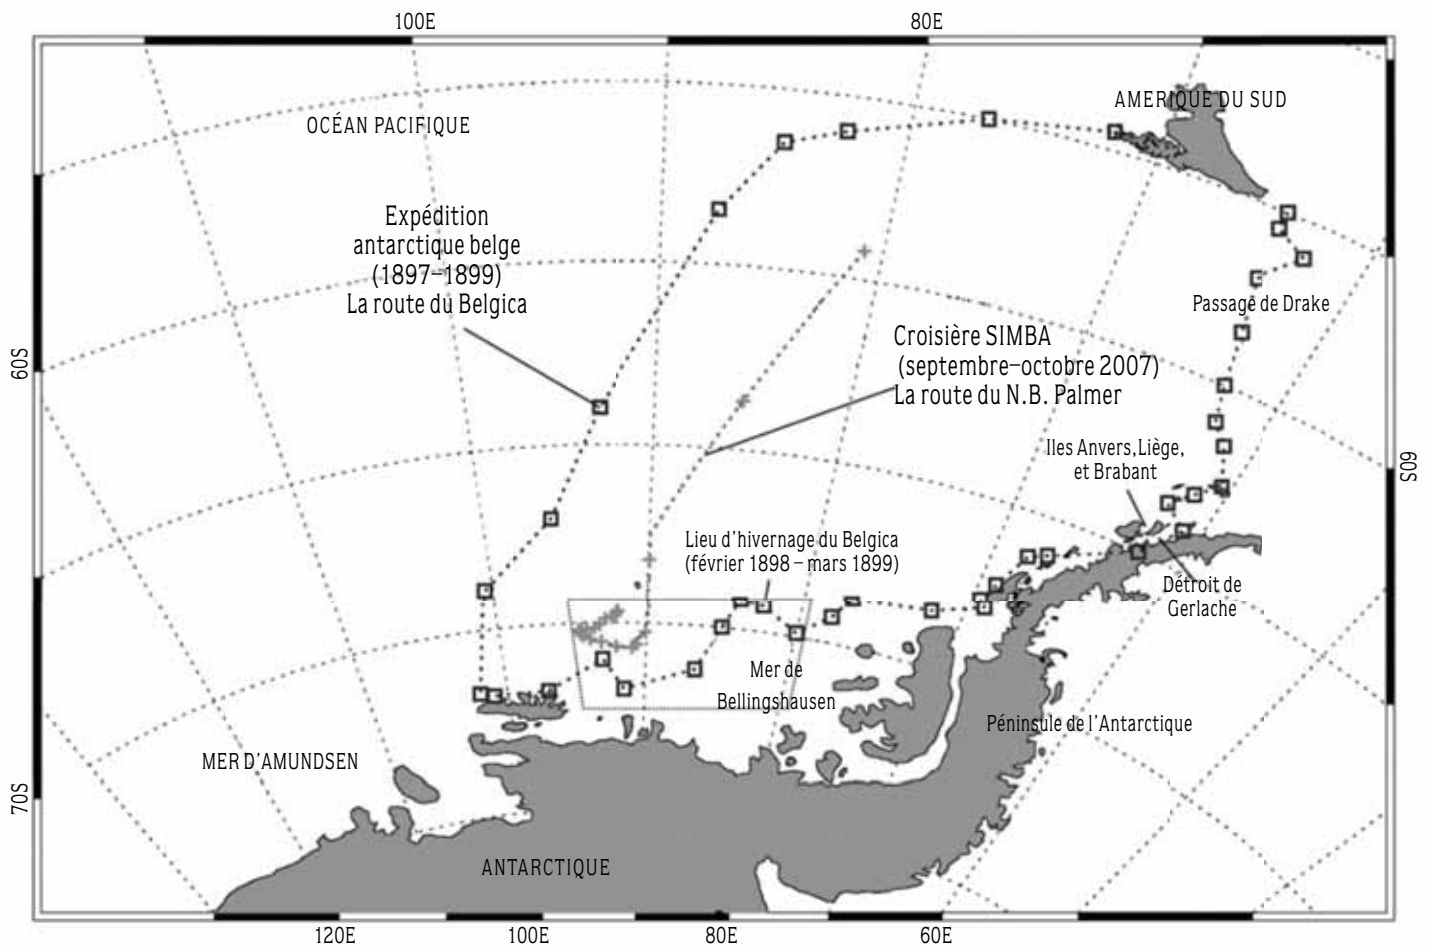 100E
80E
AMERIQUE DU SUD
OCÉAN PACIFIQUE
Expédition
antarctique belge
(1897–1899)
La route du Belgica
Passage de Drake
Croisière SIMBA
(septembre–octobre 2007)
La route du N.B. Palmer
60S
60S
Iles Anvers, Liège,
et Brabant
Lieu d'hivernage du Belgica
(février 1898 – mars 1899)
Détroit de
Gerlache
Mer de
Bellingshausen
Péninsule de l'Antarctique
MER D'AMUNDSEN
70S
ANTARCTIQUE
120E
100E
80E
60E